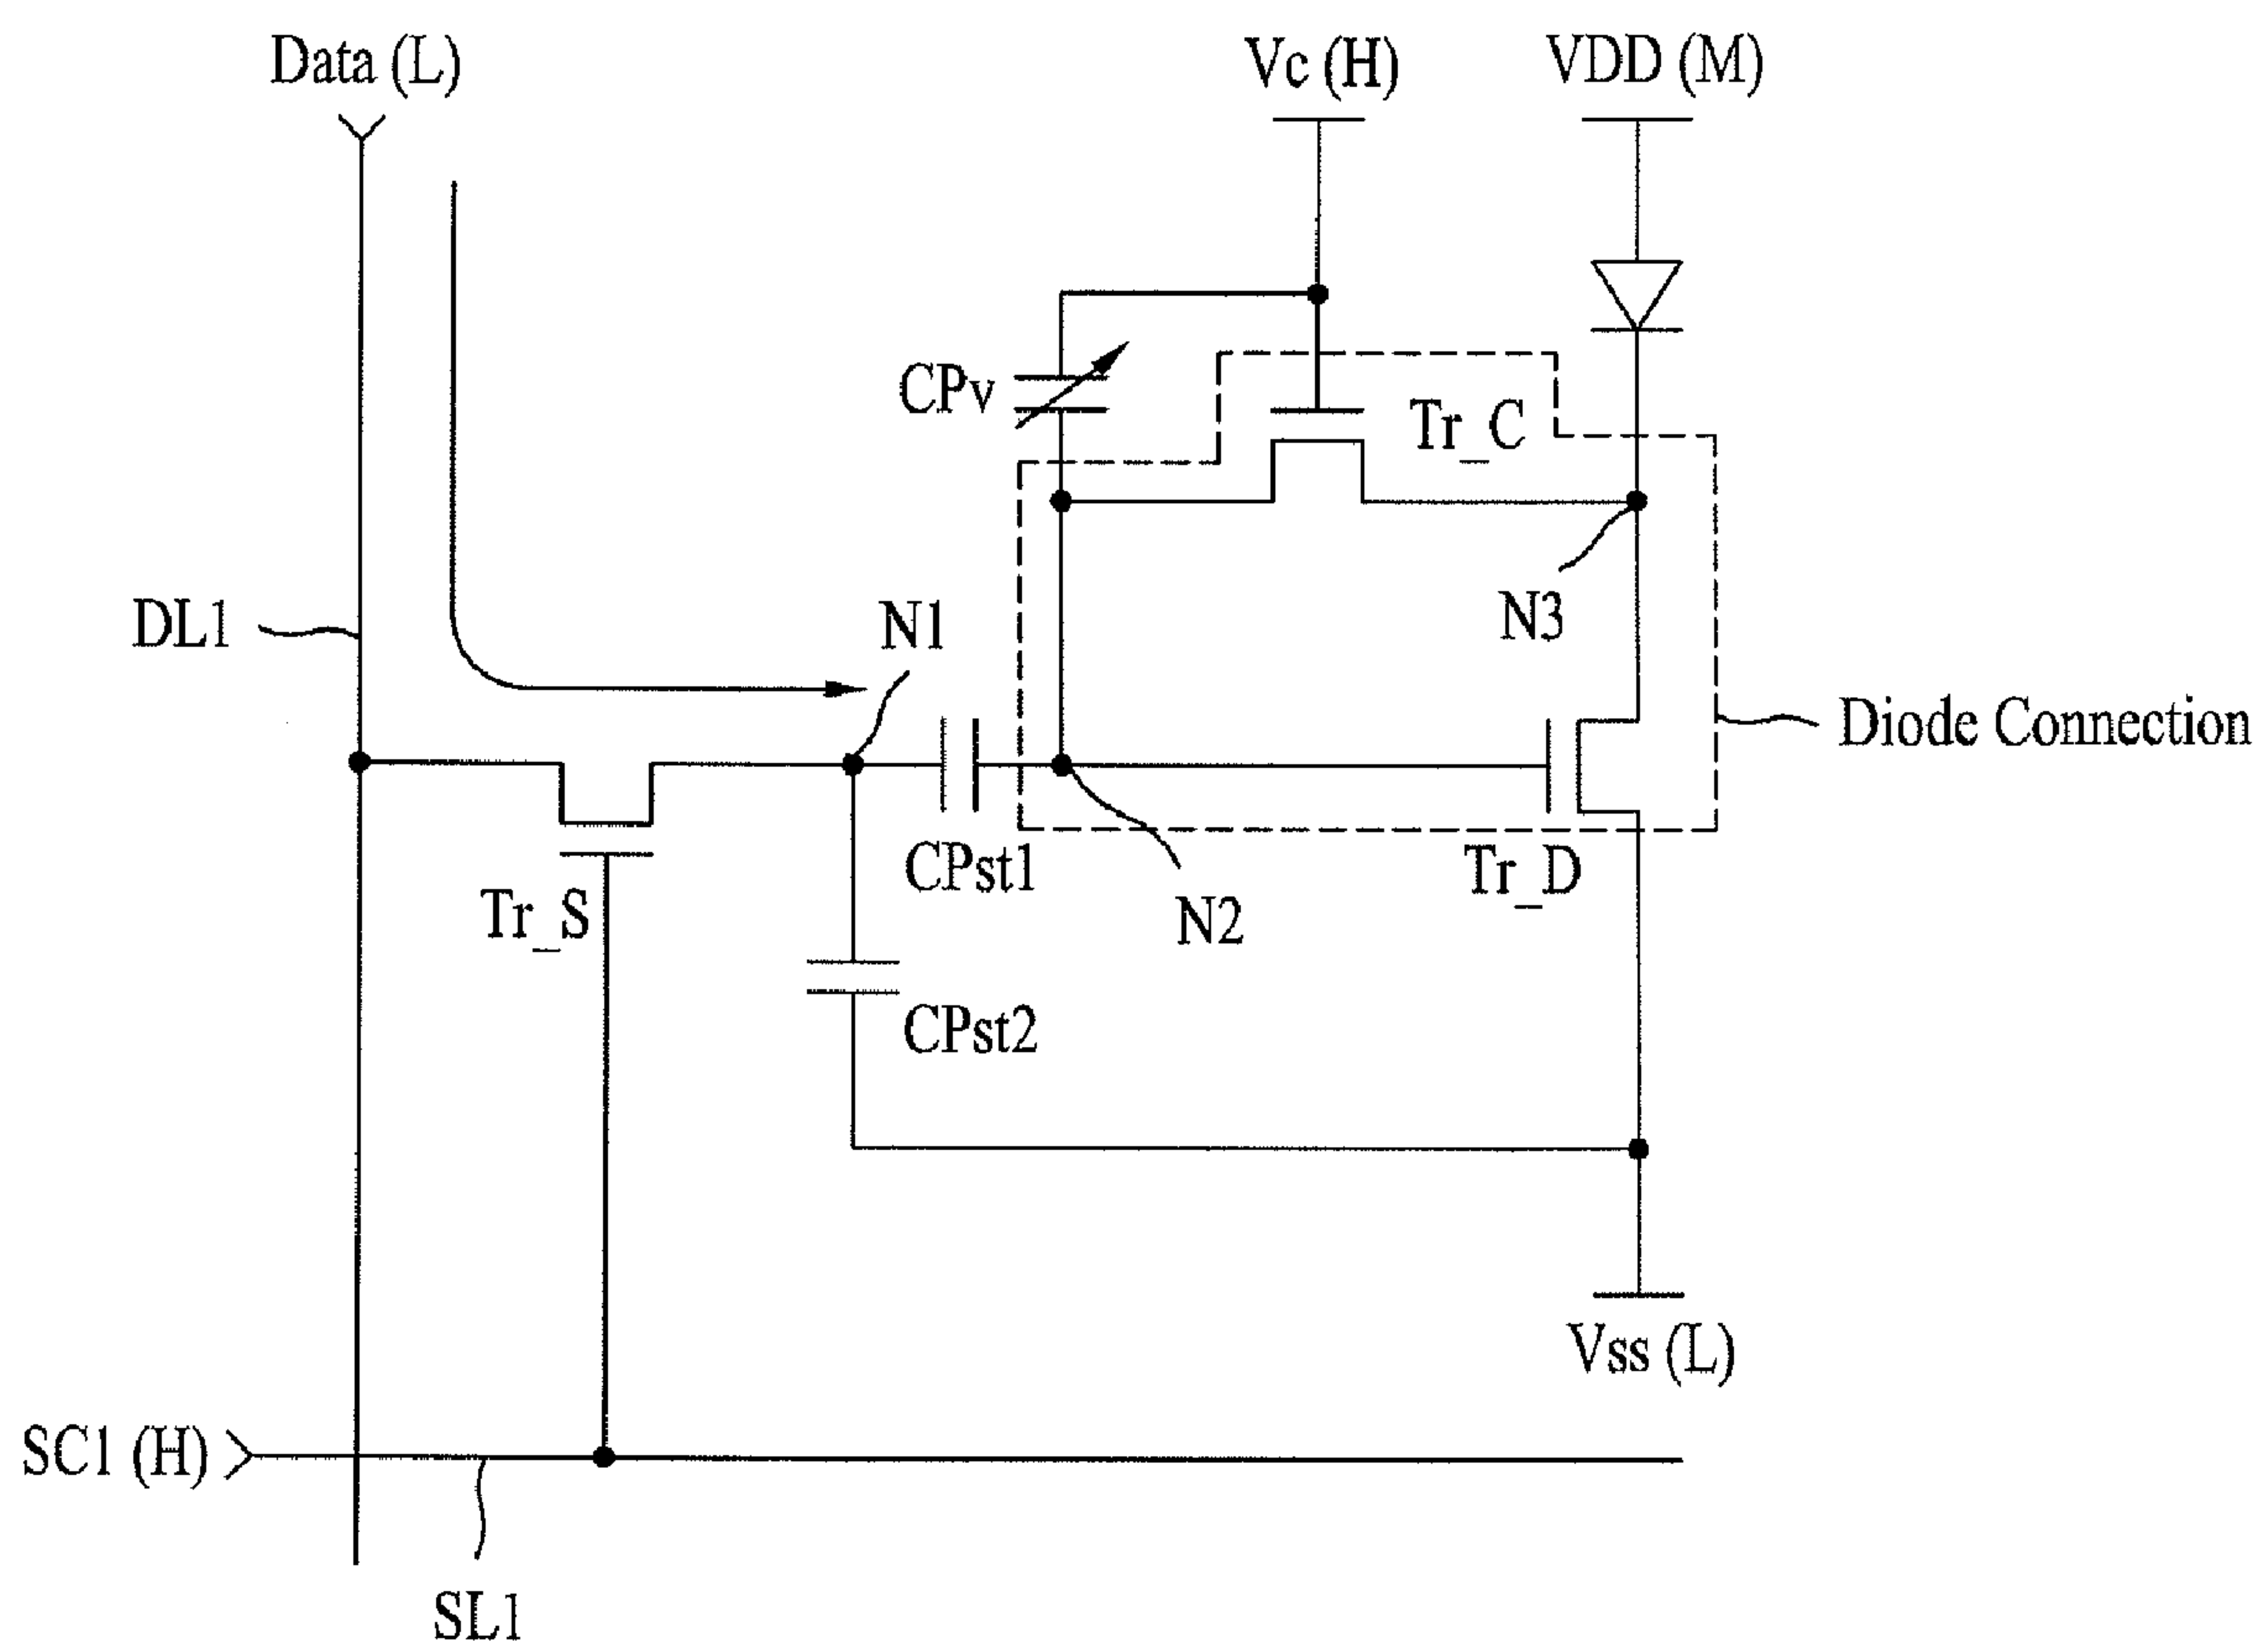 Data (L)
Vc (H)
VDD (M)
CPv
Tr_C
DL1
N1
N3
Diode Connection
CPst1
Tr_D
Tr_S
N2
CPst2
Vss (L)
SC1 (H)
SL1